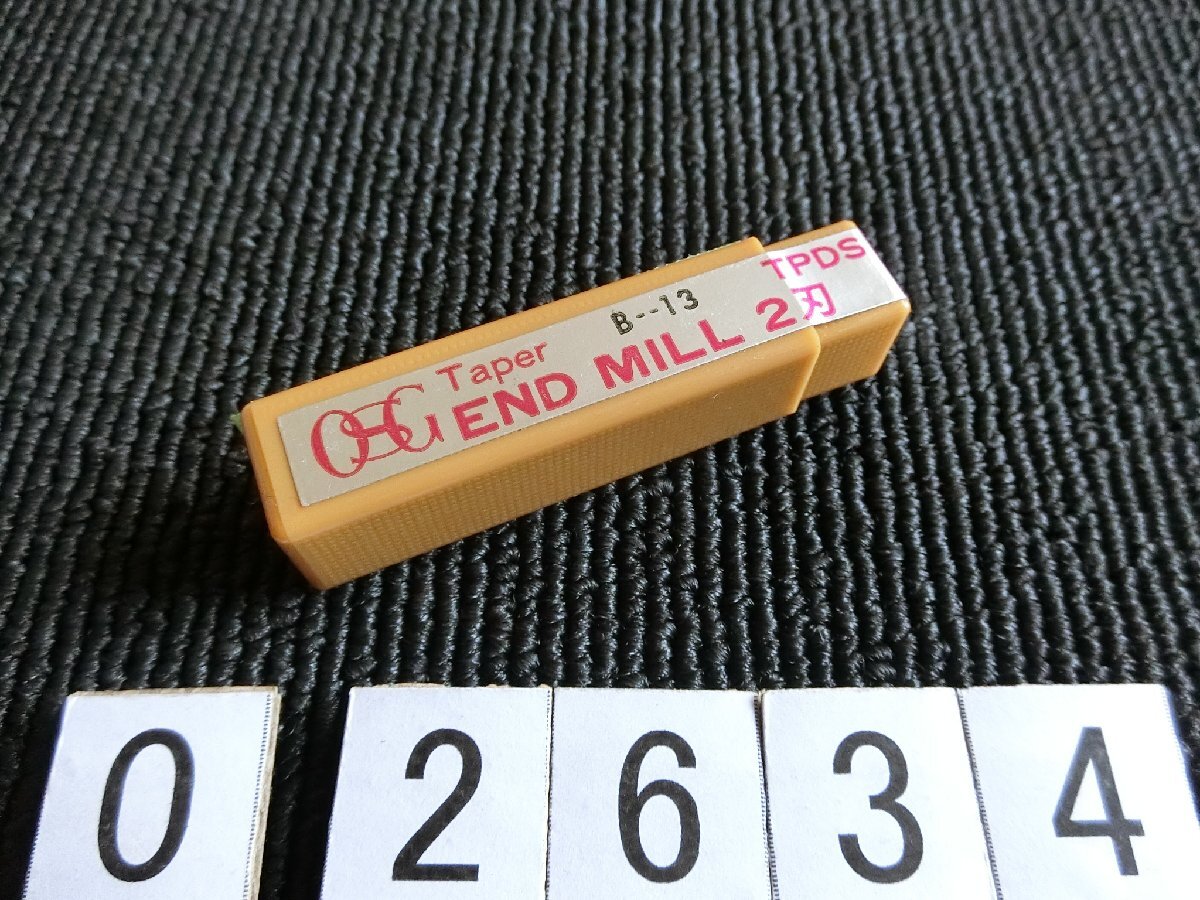 OSG Taper B--13 TPDS
END MILL 2刃
0 2 6 3 4